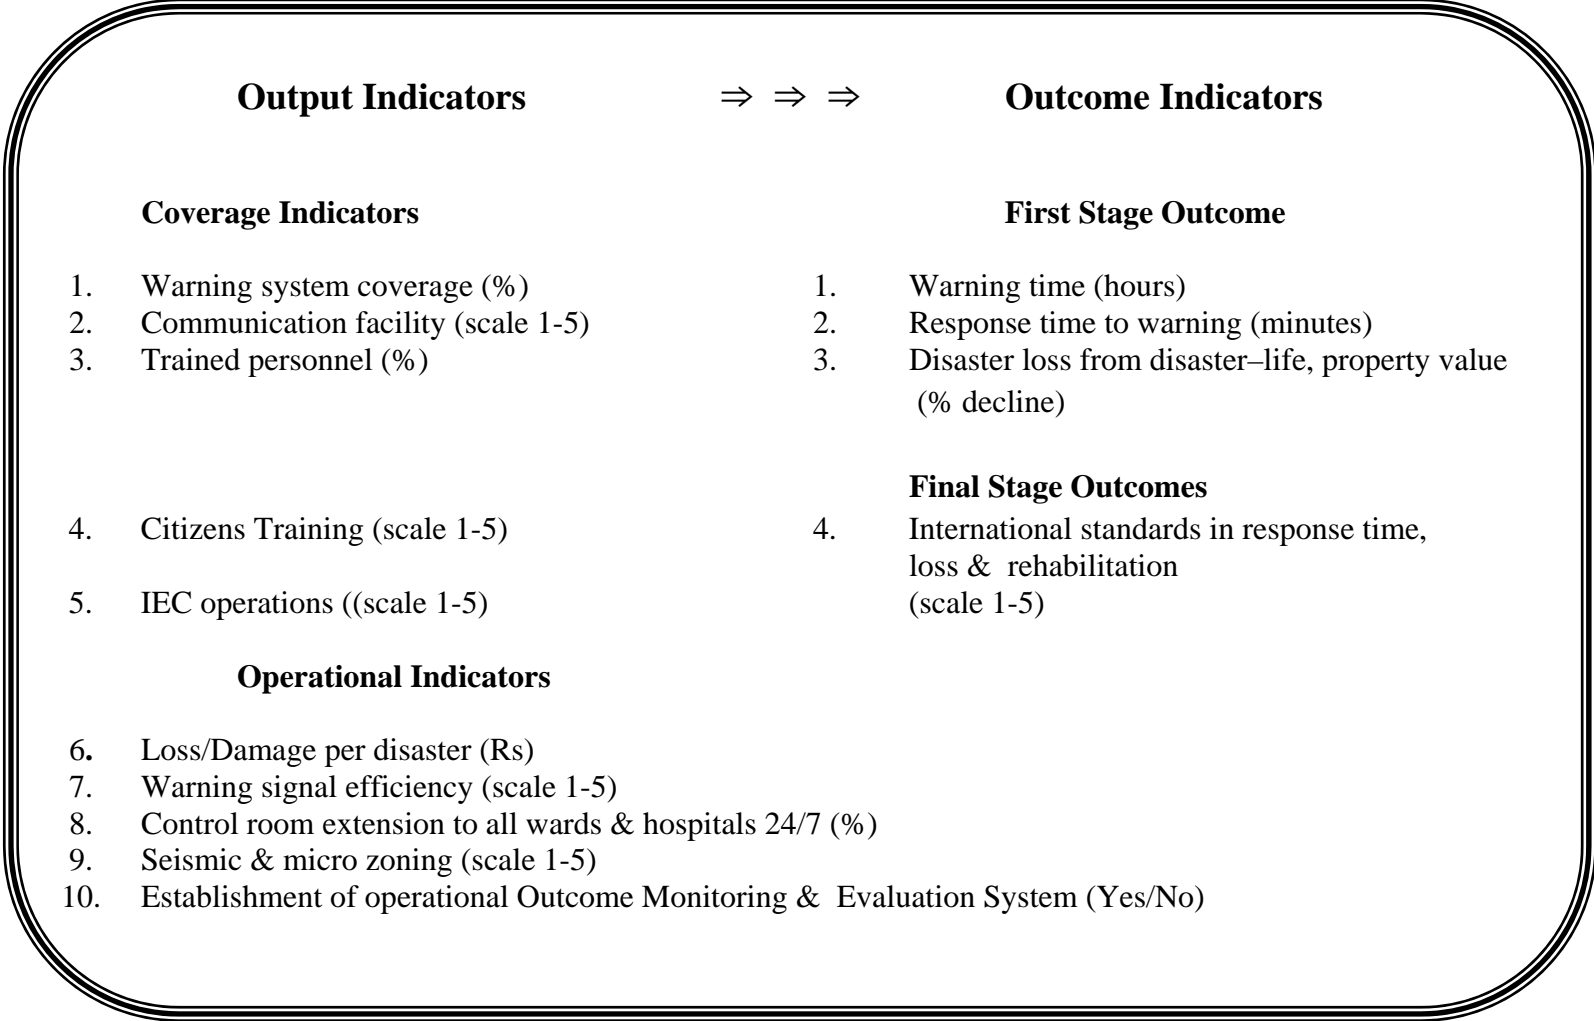 Output Indicators ⇒ ⇒ ⇒ Outcome Indicators
Coverage Indicators First Stage Outcome
1. Warning system coverage (%) 1. Warning time (hours)
2. Communication facility (scale 1-5) 2. Response time to warning (minutes)
3. Trained personnel (%) 3. Disaster loss from disaster–life, property value
(% decline)
Final Stage Outcomes
4. Citizens Training (scale 1-5) 4. International standards in response time,
loss & rehabilitation
5. IEC operations ((scale 1-5) (scale 1-5)
Operational Indicators
6. Loss/Damage per disaster (Rs)
7. Warning signal efficiency (scale 1-5)
8. Control room extension to all wards & hospitals 24/7 (%)
9. Seismic & micro zoning (scale 1-5)
10. Establishment of operational Outcome Monitoring & Evaluation System (Yes/No)